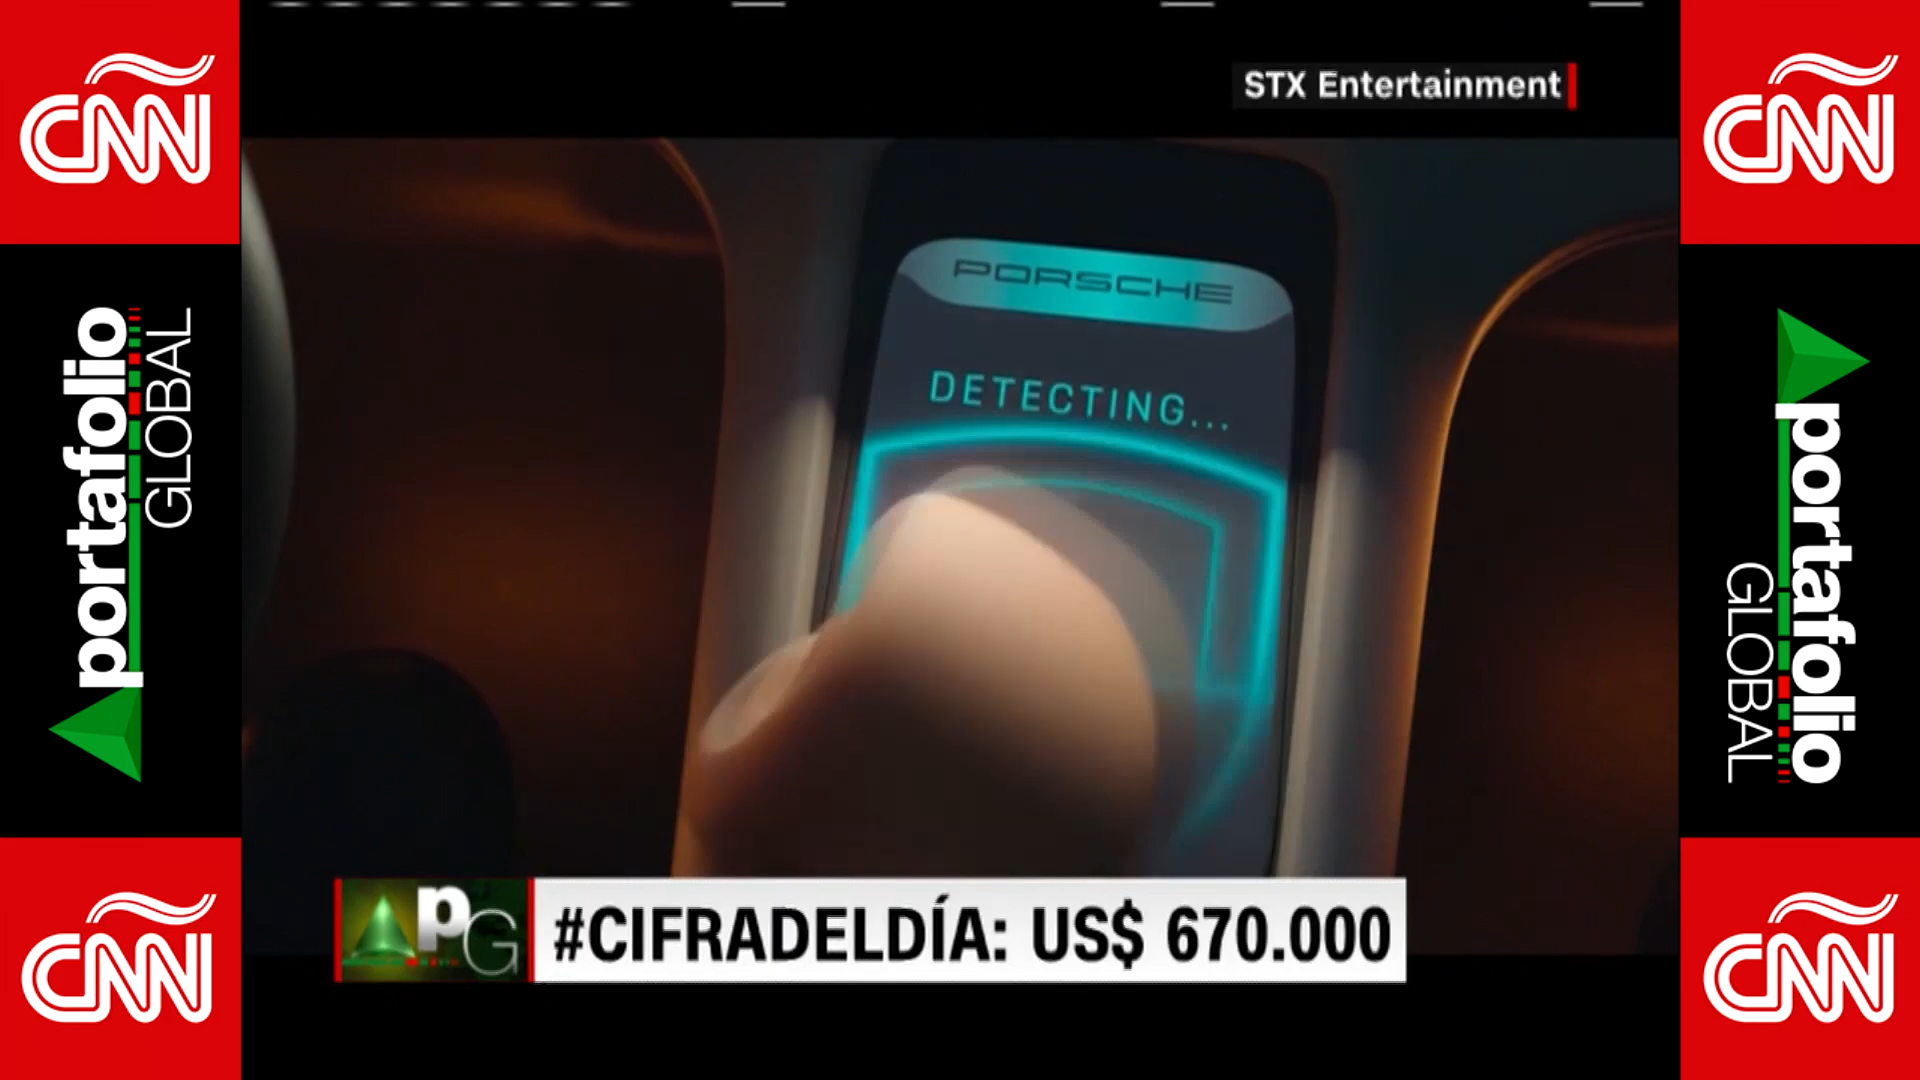 CNN
STX Entertainment
CNN
PORSCHE
DETECTING...
portafolio
GLOBAL
portafolio
GLOBAL
PG
#CIFRADELDÍA: US$ 670.000
CNN
CNN